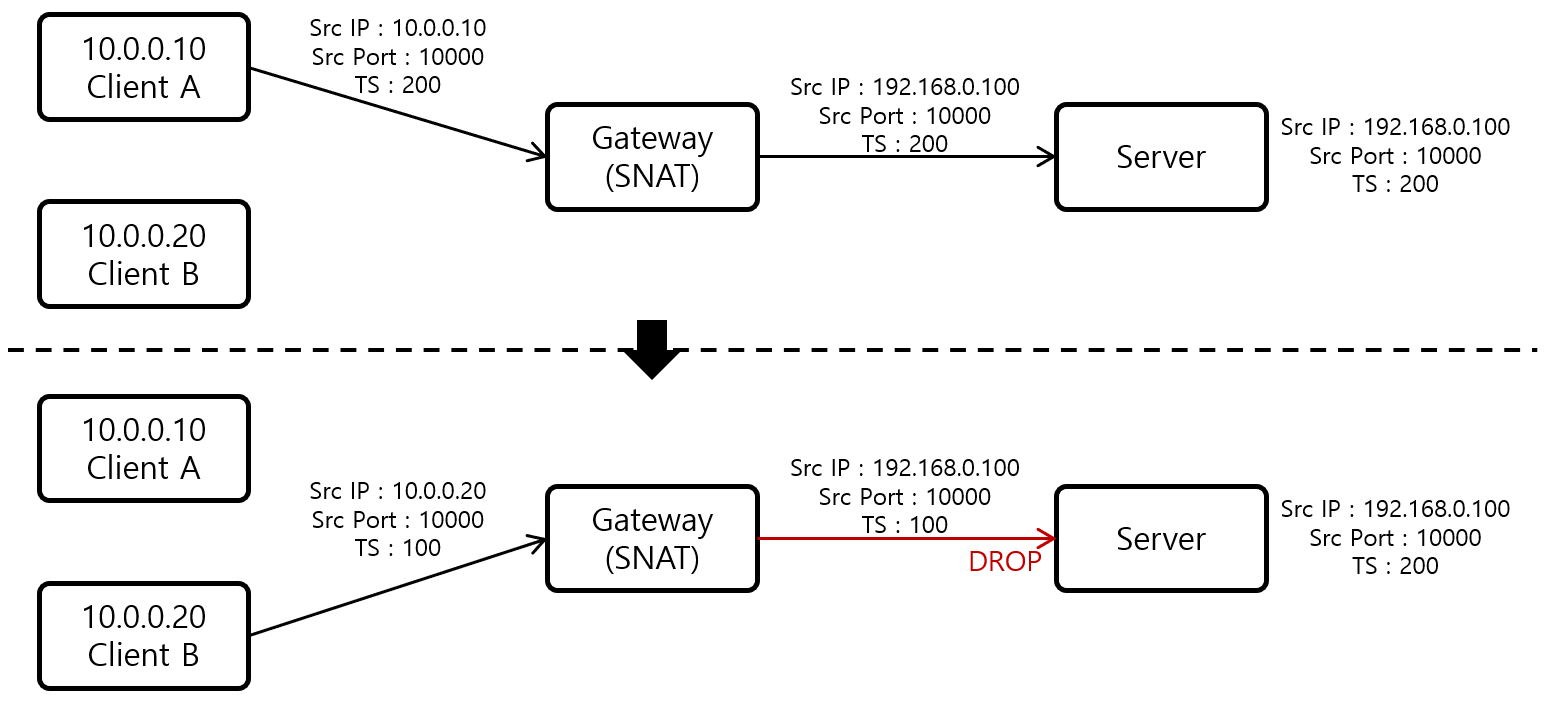 10.0.0.10
Client A
Src IP : 10.0.0.10
Src Port : 10000
TS : 200
Gateway
(SNAT)
Src IP : 192.168.0.100
Src Port : 10000
TS : 200
Server
Src IP : 192.168.0.100
Src Port : 10000
TS : 200
10.0.0.20
Client B
10.0.0.10
Client A
Src IP : 10.0.0.20
Src Port : 10000
TS : 100
Gateway
(SNAT)
Src IP : 192.168.0.100
Src Port : 10000
TS : 100
DROP
Server
Src IP : 192.168.0.100
Src Port : 10000
TS : 200
10.0.0.20
Client B